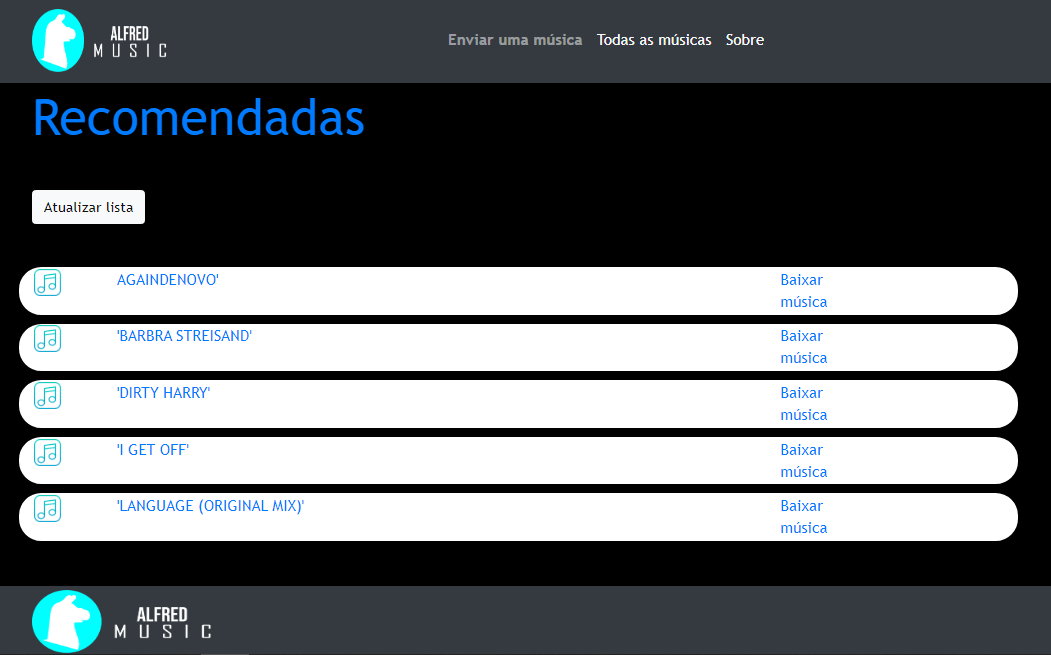 ALFRED
MUSIC
Enviar uma música Todas as músicas Sobre
Recomendadas
Atualizar lista
AGAINDENOVO' Baixar
música
'BARBRA STREISAND' Baixar
música
'DIRTY HARRY' Baixar
música
'I GET OFF' Baixar
música
'LANGUAGE (ORIGINAL MIX)' Baixar
música
ALFRED
MUSIC